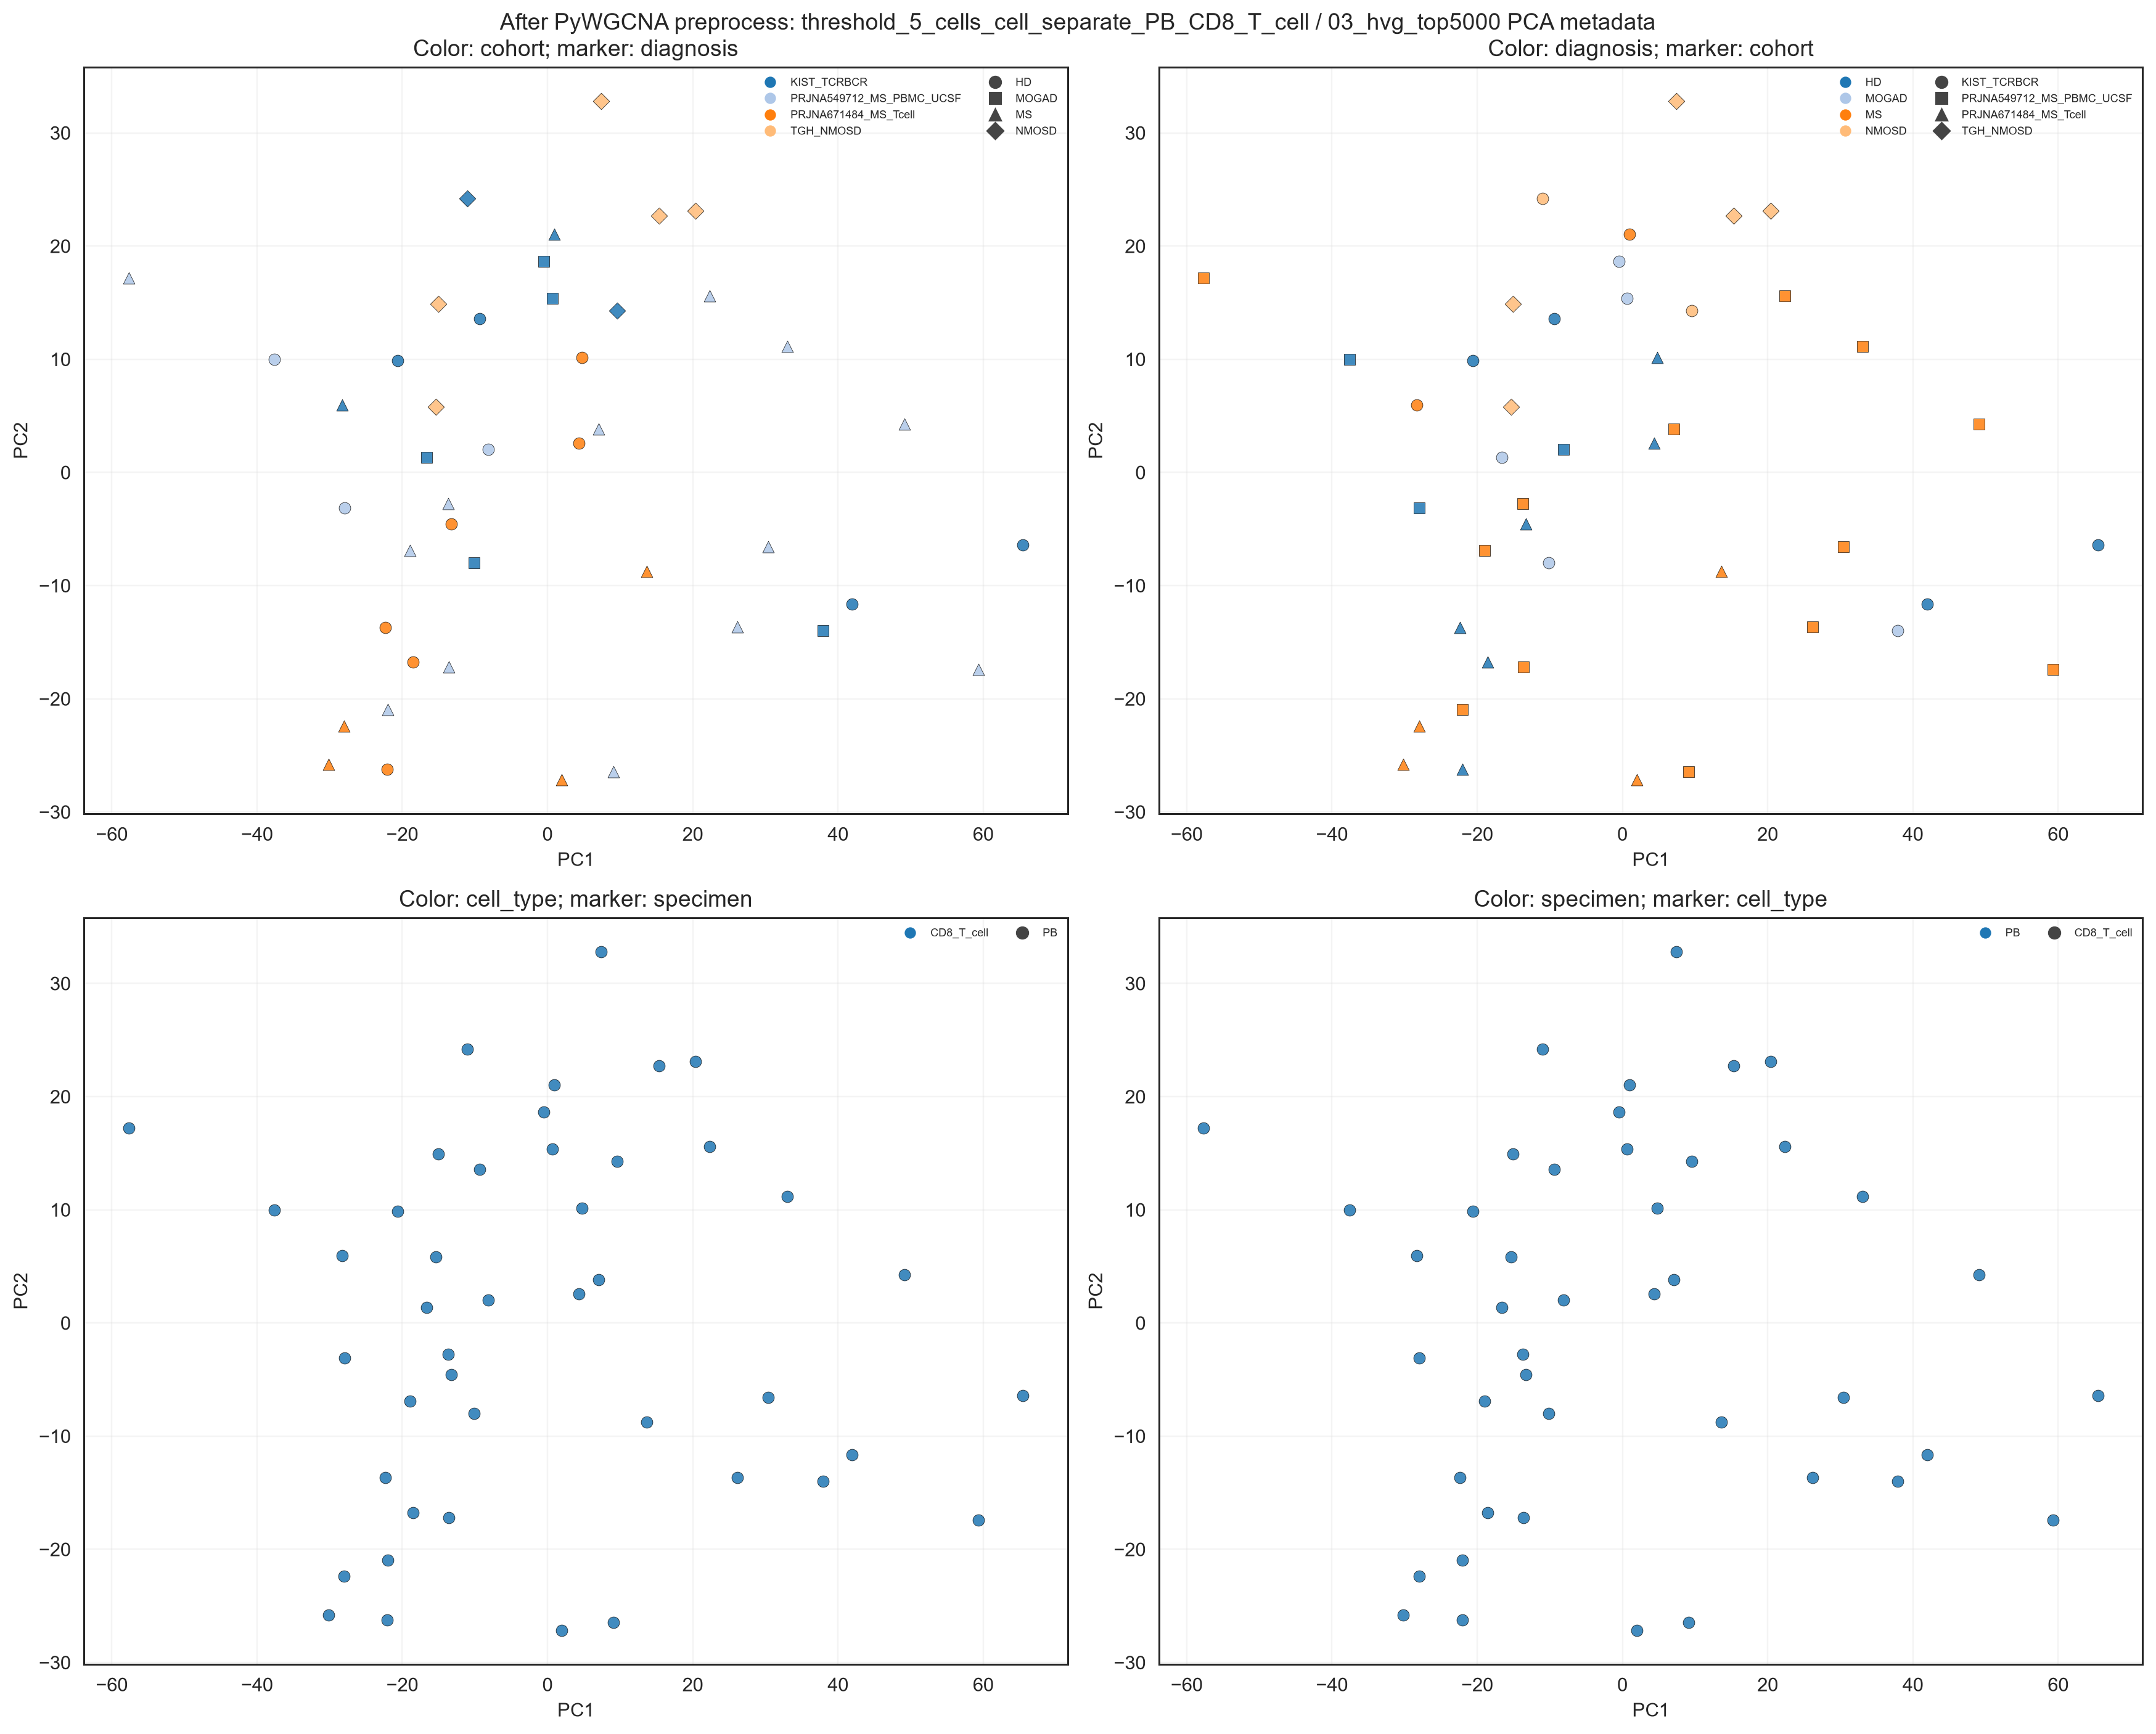 After PyWGCNA preprocess: threshold_5_cells_cell_separate_PB_CD8_T_cell / 03_hvg_top5000 PCA metadata
Color: cohort; marker: diagnosis
KIST_TCRBCR
PRJNA549712_MS_PBMC_UCSF
PRJNA671484_MS_Tcell
TGH_NMOSD
HD
MOGAD
MS
NMOSD
30
20
10
0
−10
−20
−30
PC2
−60 −40 −20 0 20 40 60
PC1
Color: diagnosis; marker: cohort
HD
MOGAD
MS
NMOSD
KIST_TCRBCR
PRJNA549712_MS_PBMC_UCSF
PRJNA671484_MS_Tcell
TGH_NMOSD
30
20
10
0
−10
−20
−30
PC2
−60 −40 −20 0 20 40 60
PC1
Color: cell_type; marker: specimen
CD8_T_cell PB
30
20
10
0
−10
−20
−30
PC2
−60 −40 −20 0 20 40 60
PC1
Color: specimen; marker: cell_type
PB CD8_T_cell
30
20
10
0
−10
−20
−30
PC2
−60 −40 −20 0 20 40 60
PC1